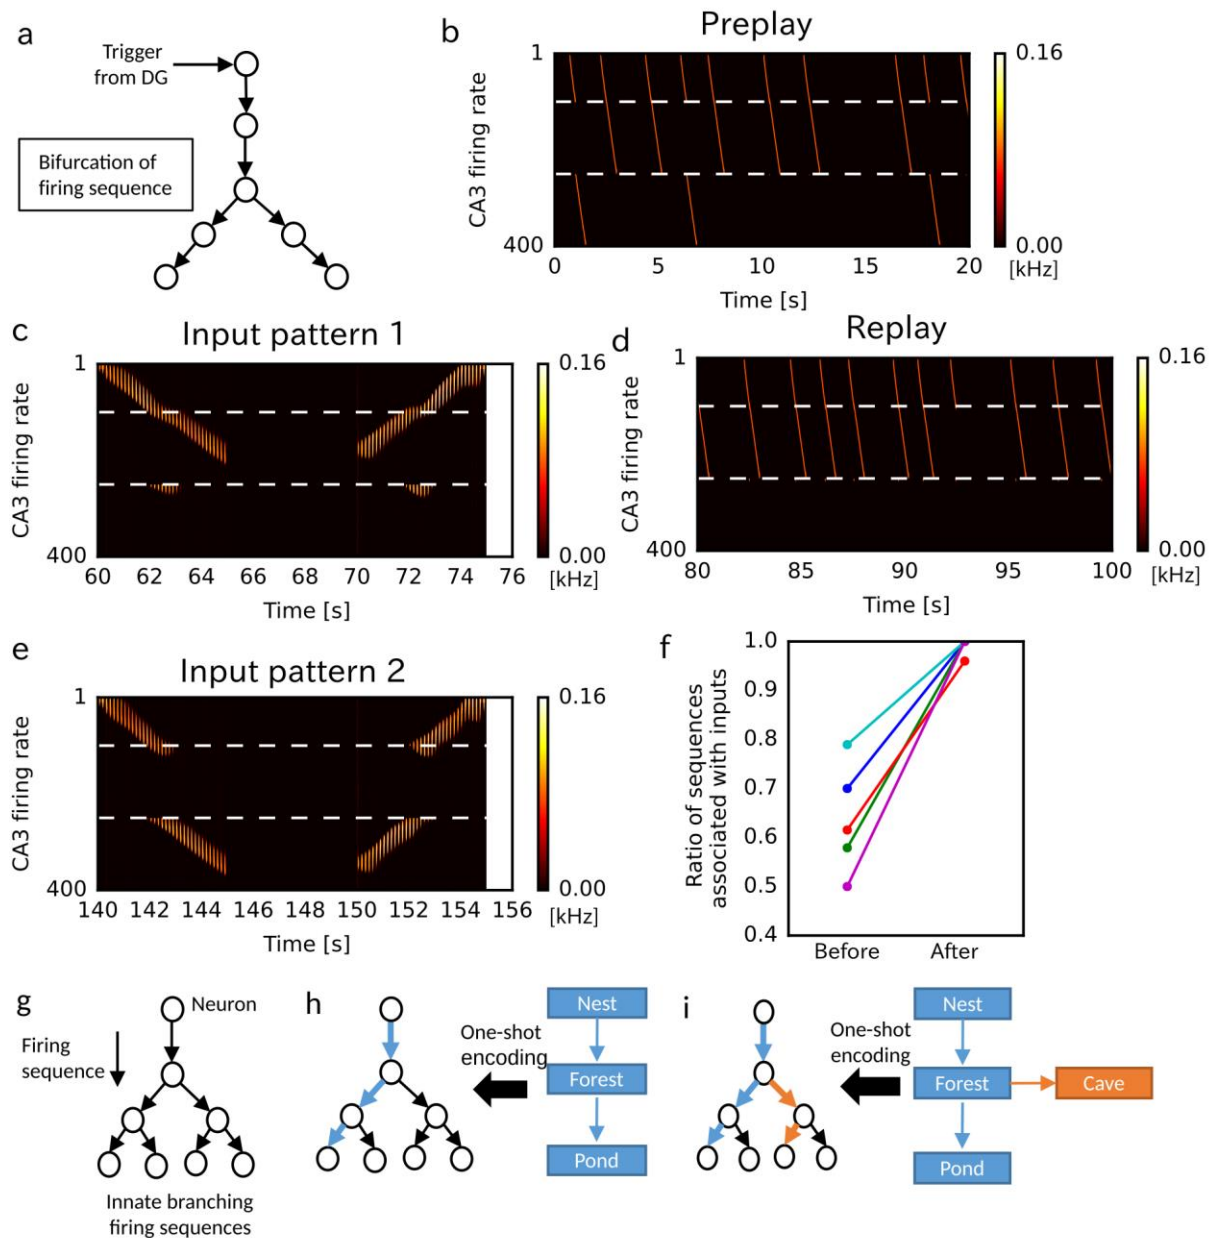 a
Trigger
from DG
Bifurcation of
firing sequence
b
Preplay
CA3 firing rate
1
400
0 5 10 15 20
Time [s]
0.16
0.00
[kHz]
c
Input pattern 1
CA3 firing rate
1
400
60 62 64 66 68 70 72 74 76
Time [s]
0.16
0.00
[kHz]
d
Replay
CA3 firing rate
1
400
80 85 90 95 100
Time [s]
0.16
0.00
[kHz]
e
Input pattern 2
CA3 firing rate
1
400
140 142 144 146 148 150 152 154 156
Time [s]
0.16
0.00
[kHz]
f
Ratio of sequences
associated with inputs
1.0
0.9
0.8
0.7
0.6
0.5
0.4
Before After
g
Neuron
Firing
sequence
Innate branching
firing sequences
h
One-shot
encoding
Nest
Forest
Pond
i
One-shot
encoding
Nest
Forest
Cave
Pond